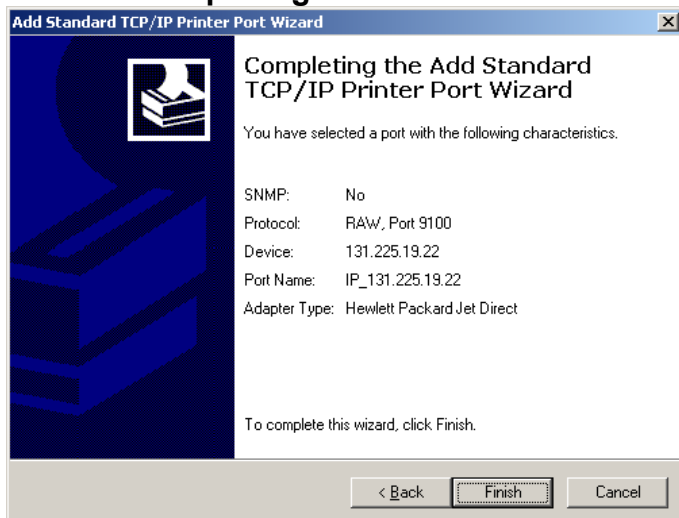 Add Standard TCP/IP Printer Port Wizard
Completing the Add Standard
TCP/IP Printer Port Wizard
You have selected a port with the following characteristics.
SNMP: No
Protocol: RAW, Port 9100
Device: 131.225.19.22
Port Name: IP_131.225.19.22
Adapter Type: Hewlett Packard Jet Direct
To complete this wizard, click Finish.
< Back Finish Cancel